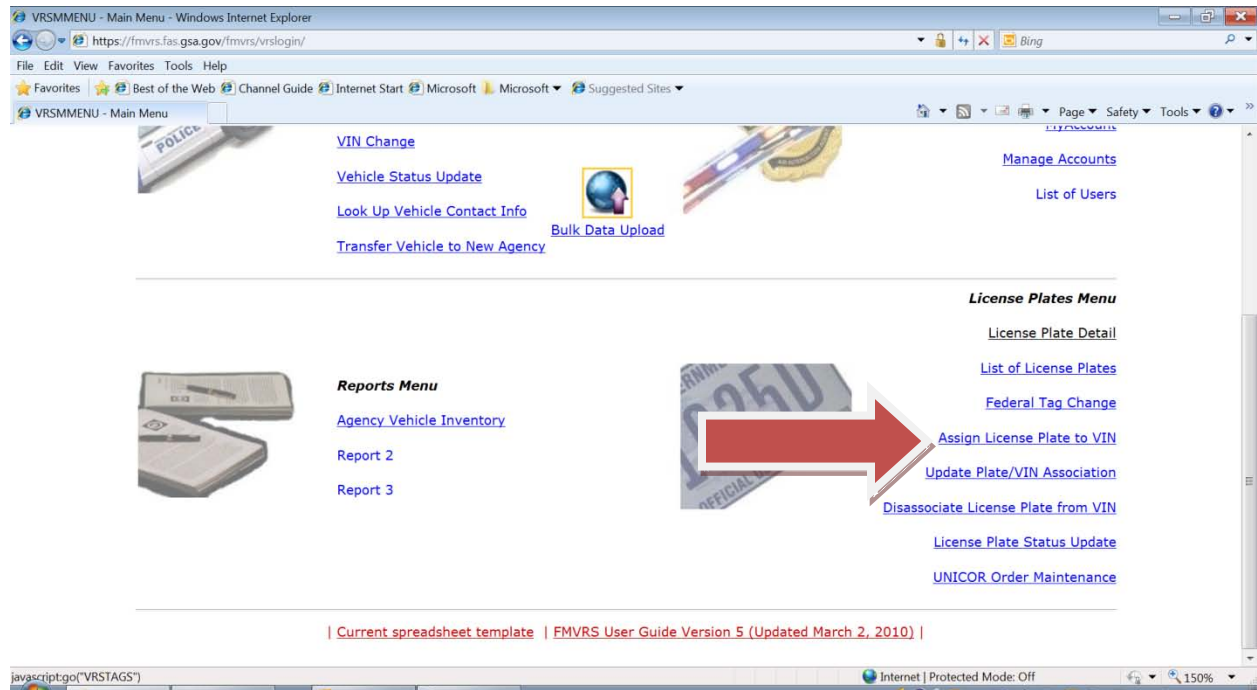 VRSMMENU - Main Menu - Windows Internet Explorer
https://fmvrs.fas.gsa.gov/fmvrs/vrslogin/
Bing
File Edit View Favorites Tools Help
Favorites Best of the Web Channel Guide Internet Start Microsoft Microsoft Suggested Sites
VRSMMENU - Main Menu
Page Safety Tools
POLICE
VIN Change
Vehicle Status Update
Look Up Vehicle Contact Info
Transfer Vehicle to New Agency
Bulk Data Upload
MyAccount
Manage Accounts
List of Users
Reports Menu
Agency Vehicle Inventory
Report 2
Report 3
License Plates Menu
License Plate Detail
List of License Plates
Federal Tag Change
Assign License Plate to VIN
Update Plate/VIN Association
Disassociate License Plate from VIN
License Plate Status Update
UNICOR Order Maintenance
| Current spreadsheet template | FMVRS User Guide Version 5 (Updated March 2, 2010) |
javascript:go("VRSTAGS")
Internet | Protected Mode: Off
150%